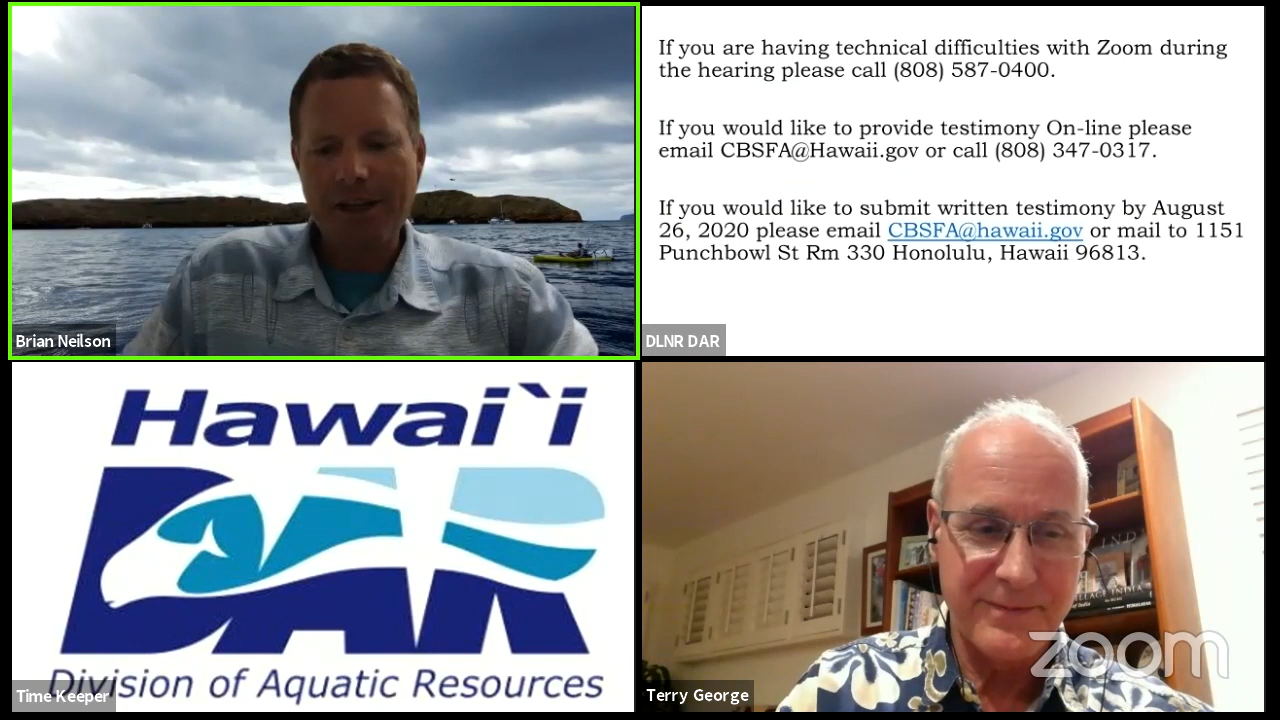 If you are having technical difficulties with Zoom during
the hearing please call (808) 587-0400.
If you would like to provide testimony On-line please
email CBSFA@Hawaii.gov or call (808) 347-0317.
If you would like to submit written testimony by August
26, 2020 please email CBSFA@hawaii.gov or mail to 1151
Punchbowl St Rm 330 Honolulu, Hawaii 96813.
Brian Neilson
DLNR DAR
Hawai`i
DAR
Division of Aquatic Resources
Time Keeper
INDIA
VILLAGE INDIA
Terry George
zoom